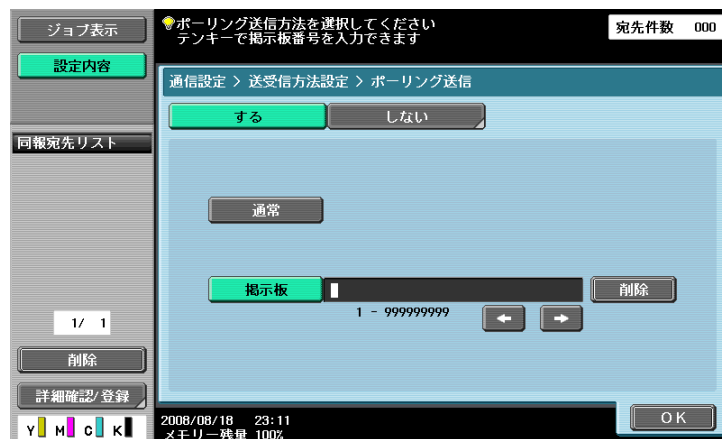 ジョブ表示
設定内容
同報宛先リスト
1/ 1
削除
詳細確認/登録
Y M C K
ポーリング送信方法を選択してください
テンキーで掲示板番号を入力できます
宛先件数 000
通信設定 > 送受信方法設定 > ポーリング送信
する しない
通常
掲示板 削除
1 - 999999999
OK
2008/08/18 23:11
メモリー残量 100%